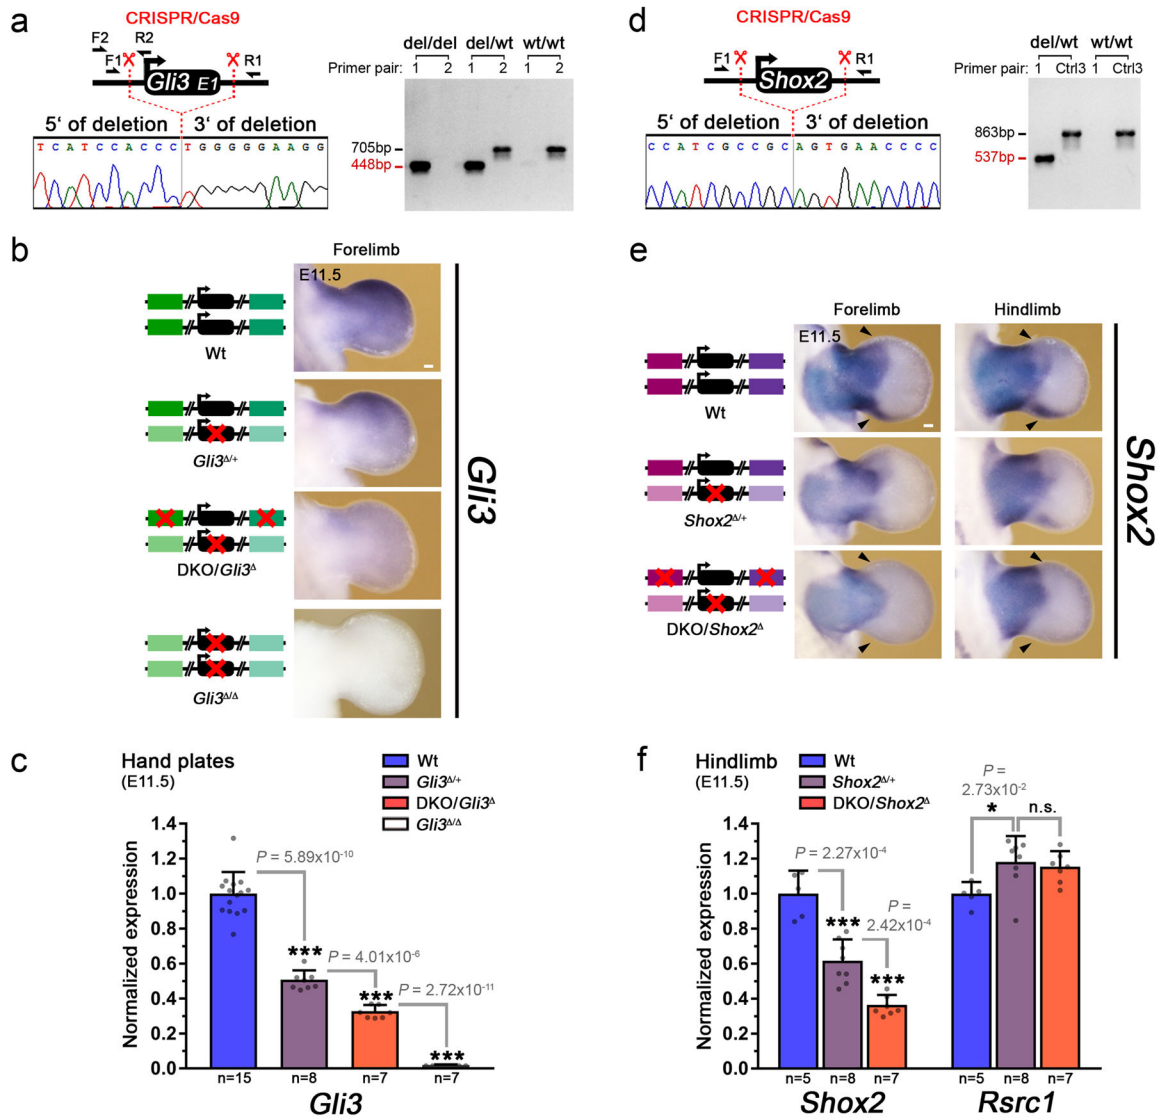 a
CRISPR/Cas9
F2
R2
F1
R1
Gli3 E1
5‘ of deletion 3‘ of deletion
TCATCCACCCTGGGGGAAGG
del/del del/wt wt/wt
Primer pair: 1 2 1 2 1 2
705bp
448bp
b
Forelimb
E11.5
Wt
Gli3Δ/+
DKO/Gli3Δ
Gli3Δ/Δ
Gli3
c
Hand plates
(E11.5)
Wt
Gli3Δ/+
DKO/Gli3Δ
Gli3Δ/Δ
Normalized expression
1.4
1.2
1.0
0.8
0.6
0.4
0.2
0.0
P = 5.89x10-10
***
P = 4.01x10-6
***
P = 2.72x10-11
***
n=15 n=8 n=7 n=7
Gli3
d
CRISPR/Cas9
F1
R1
Shox2
5‘ of deletion 3‘ of deletion
CCATCGCCGCAGTGAACCCC
del/wt wt/wt
Primer pair: 1 Ctrl3 1 Ctrl3
863bp
537bp
e
Forelimb Hindlimb
E11.5
Wt
Shox2Δ/+
DKO/Shox2Δ
Shox2
f
Hindlimb
(E11.5)
Wt
Shox2Δ/+
DKO/Shox2Δ
Normalized expression
1.4
1.2
1.0
0.8
0.6
0.4
0.2
0.0
P = 2.27x10-4
***
P =
2.42x10-4
***
P =
2.73x10-2
*
n.s.
n=5 n=8 n=7 n=5 n=8 n=7
Shox2 Rsrc1